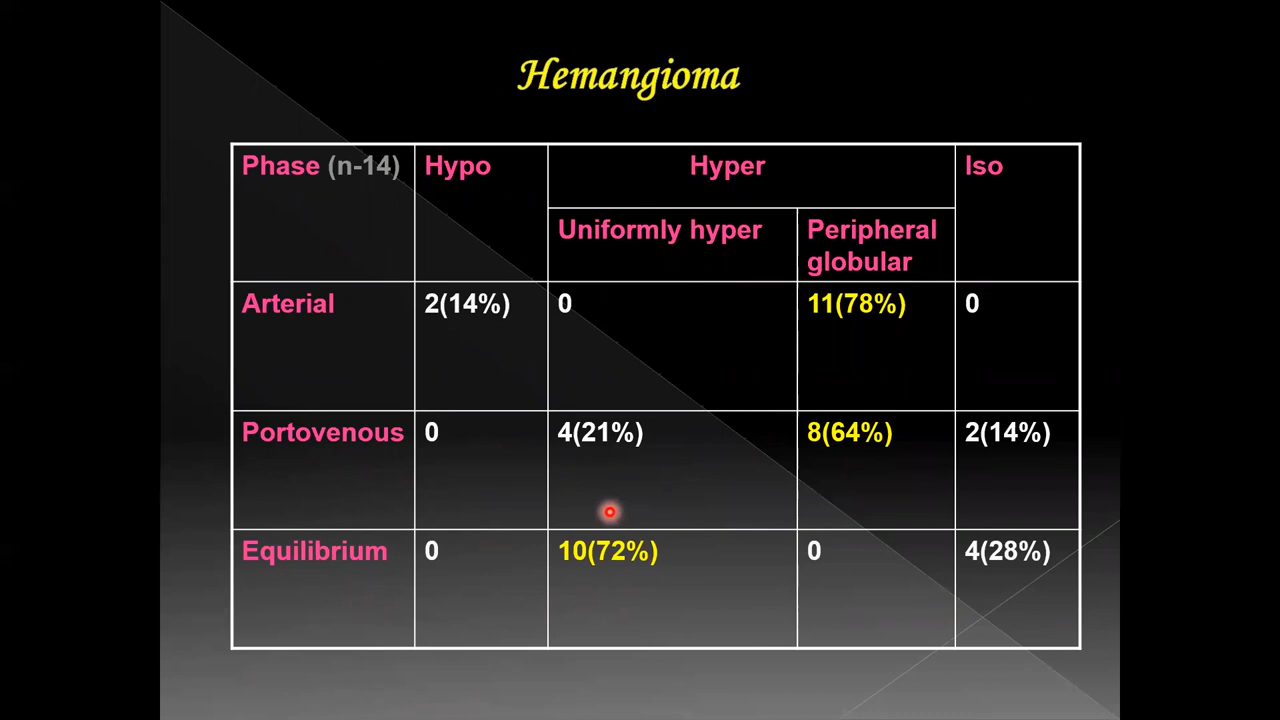 Hemangioma
Phase (n-14) Hypo Hyper Iso
Uniformly hyper Peripheral
globular
Arterial 2(14%) 0 11(78%) 0
Portovenous 0 4(21%) 8(64%) 2(14%)
Equilibrium 0 10(72%) 0 4(28%)